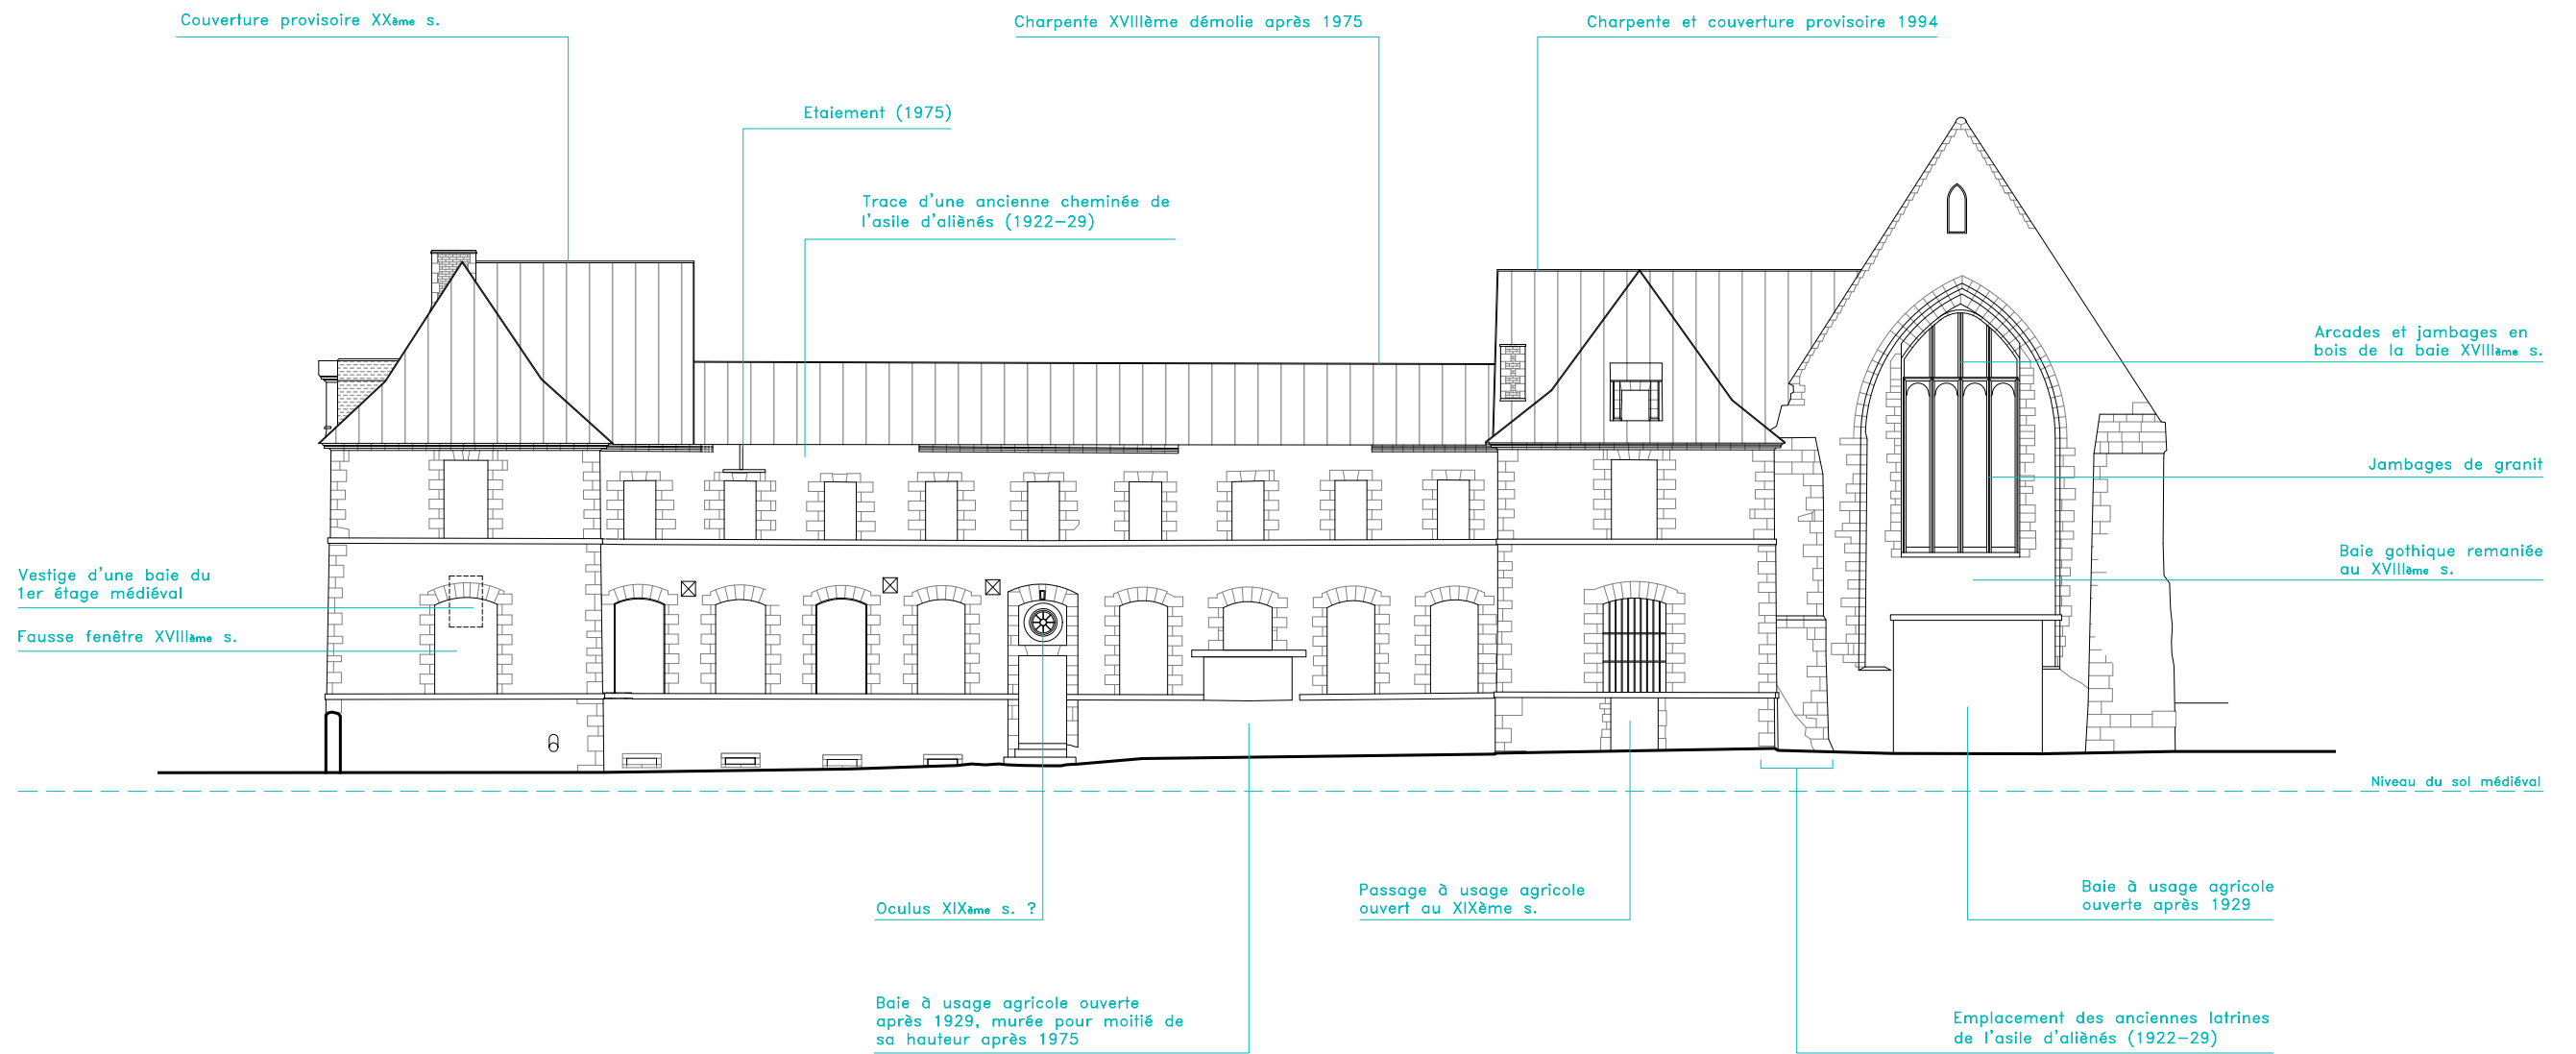 Couverture provisoire XXème s.
Charpente XVIIIème démolie après 1975
Charpente et couverture provisoire 1994
Etaiement (1975)
Trace d'une ancienne cheminée de
l'asile d'aliènés (1922-29)
Arcades et jambages en
bois de la baie XVIIIème s.
Jambages de granit
Baie gothique remaniée
au XVIIIème s.
Vestige d'une baie du
1er étage médiéval
Fausse fenêtre XVIIIème s.
Niveau du sol médiéval
Oculus XIXème s. ?
Passage à usage agricole
ouvert au XIXème s.
Baie à usage agricole
ouverte après 1929
Baie à usage agricole ouverte
après 1929, murée pour moitié de
sa hauteur après 1975
Emplacement des anciennes latrines
de l'asile d'aliènés (1922-29)